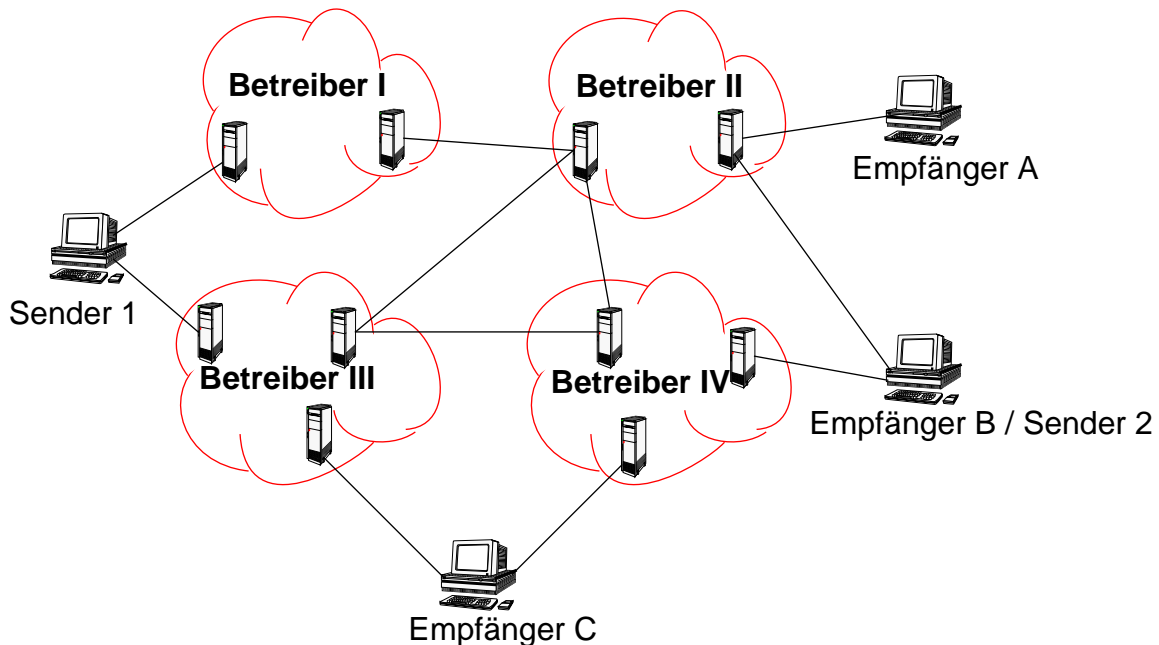 Betreiber I
Betreiber II
Empfänger A
Sender 1
Betreiber III
Betreiber IV
Empfänger B / Sender 2
Empfänger C